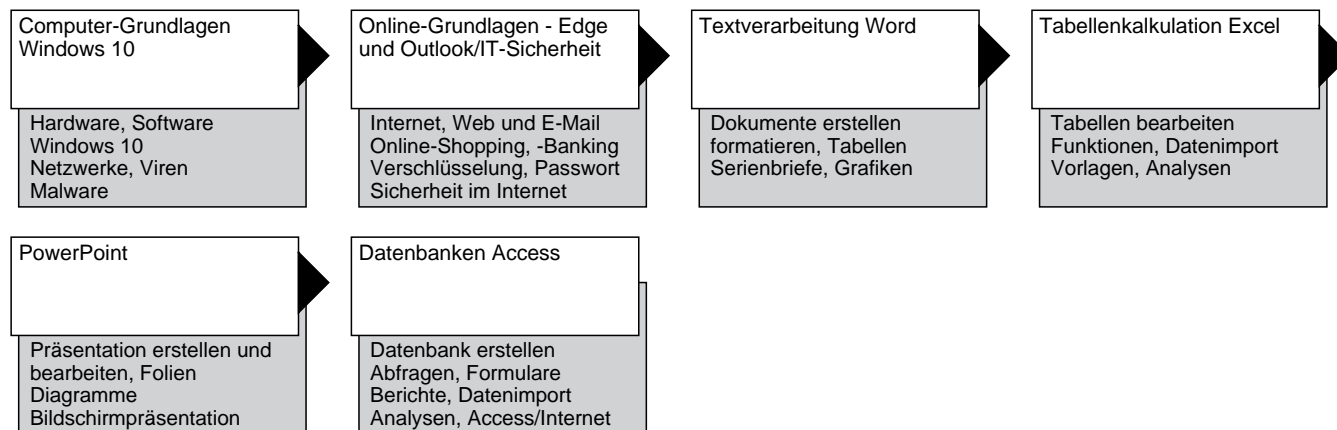 Computer-Grundlagen
Windows 10
Hardware, Software
Windows 10
Netzwerke, Viren
Malware
Online-Grundlagen - Edge
und Outlook/IT-Sicherheit
Internet, Web und E-Mail
Online-Shopping, -Banking
Verschlüsselung, Passwort
Sicherheit im Internet
Textverarbeitung Word
Dokumente erstellen
formatieren, Tabellen
Serienbriefe, Grafiken
Tabellenkalkulation Excel
Tabellen bearbeiten
Funktionen, Datenimport
Vorlagen, Analysen
PowerPoint
Präsentation erstellen und
bearbeiten, Folien
Diagramme
Bildschirmpräsentation
Datenbanken Access
Datenbank erstellen
Abfragen, Formulare
Berichte, Datenimport
Analysen, Access/Internet